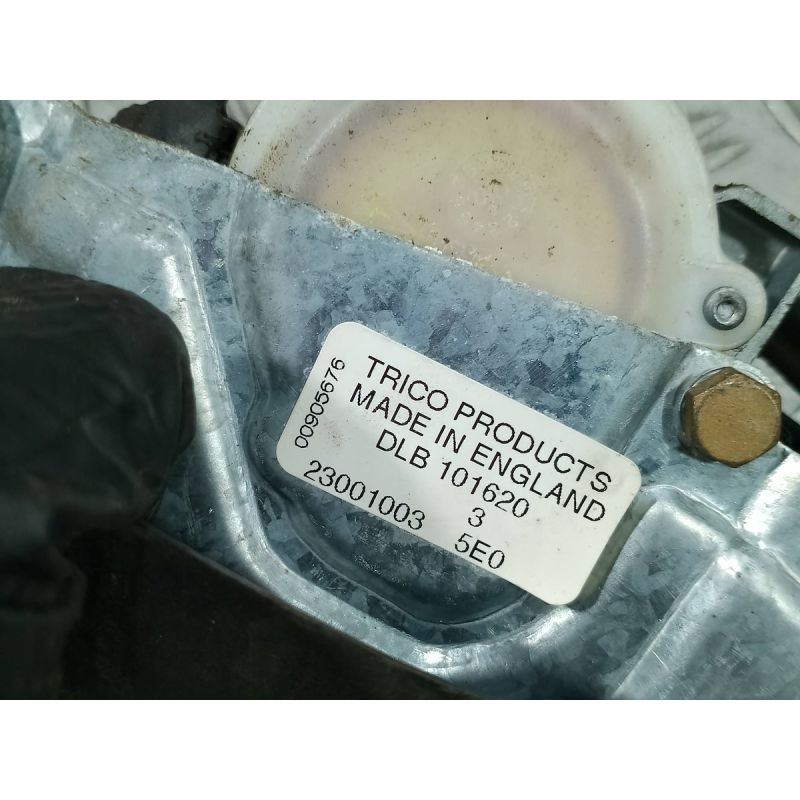 TRICO PRODUCTS
MADE IN ENGLAND
DLB 101620
3
23001003 5E0
00905676